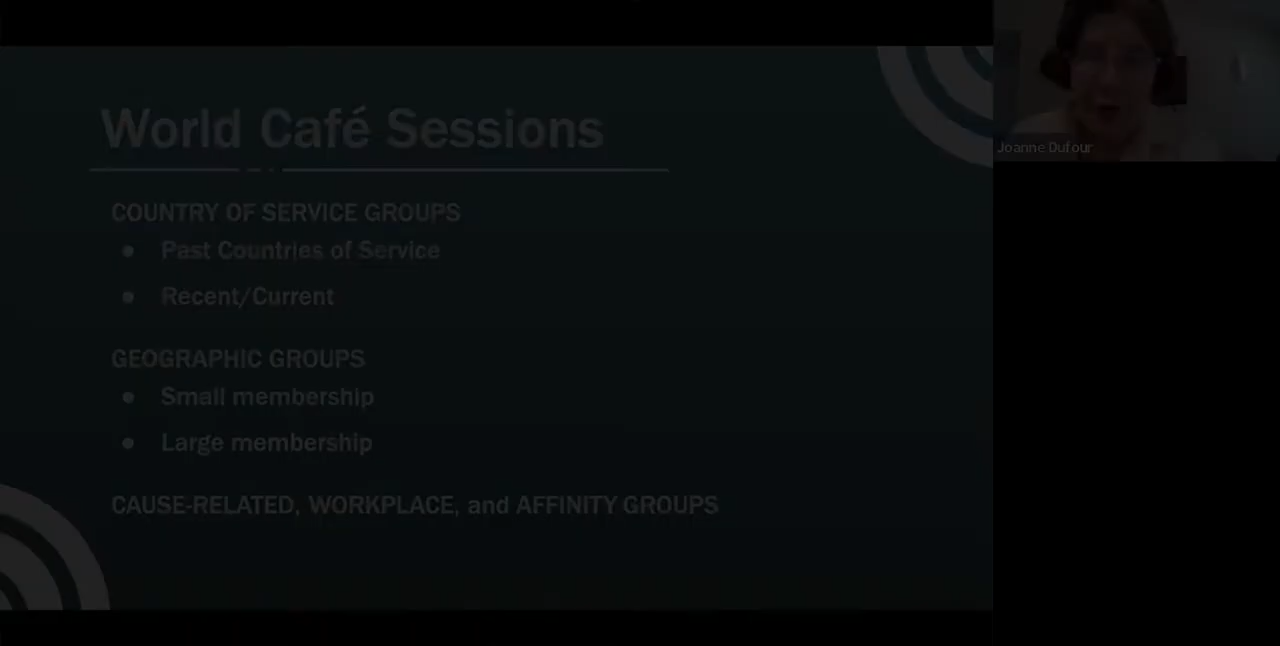 World Café Sessions
COUNTRY OF SERVICE GROUPS
● Past Countries of Service
● Recent/Current
GEOGRAPHIC GROUPS
● Small membership
● Large membership
CAUSE-RELATED, WORKPLACE, and AFFINITY GROUPS
Joanne Dufour